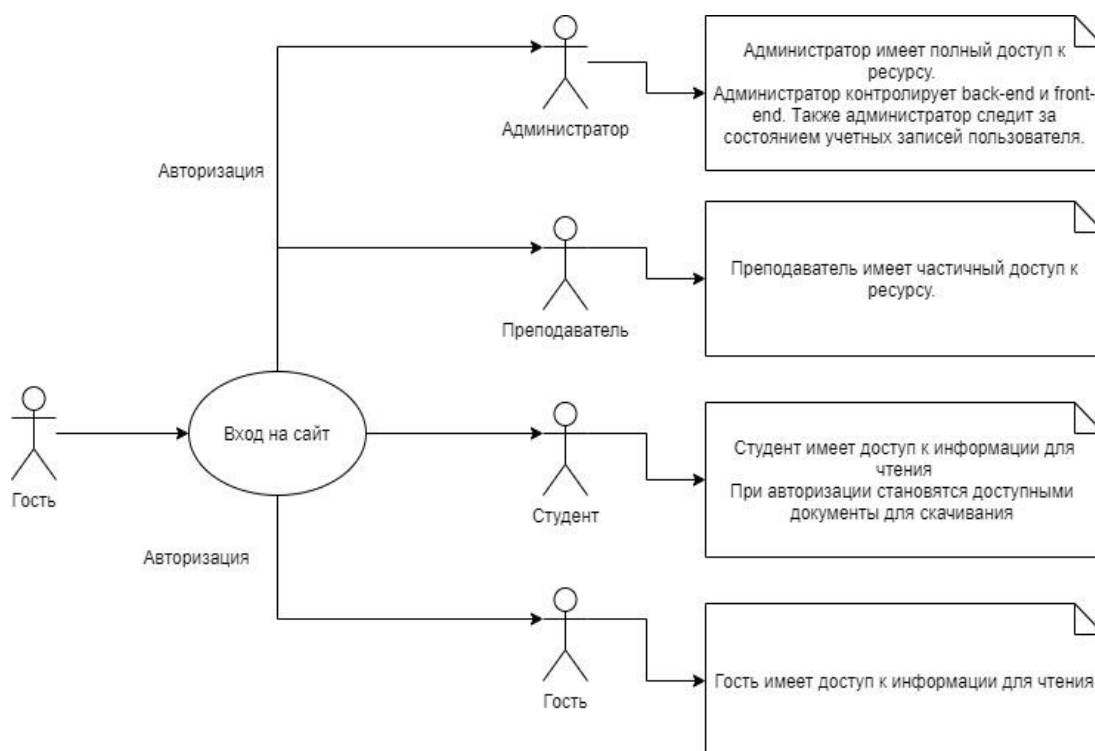 Администратор имеет полный доступ к
ресурсу.
Администратор контролирует back-end и front-
end. Также администратор следит за
состоянием учетных записей пользователя.
Администратор
Авторизация
Преподаватель имеет частичный доступ к
ресурсу.
Преподаватель
Вход на сайт
Гость
Студент имеет доступ к информации для
чтения
При авторизации становятся доступными
документы для скачивания
Студент
Авторизация
Гость имеет доступ к информации для чтения
Гость